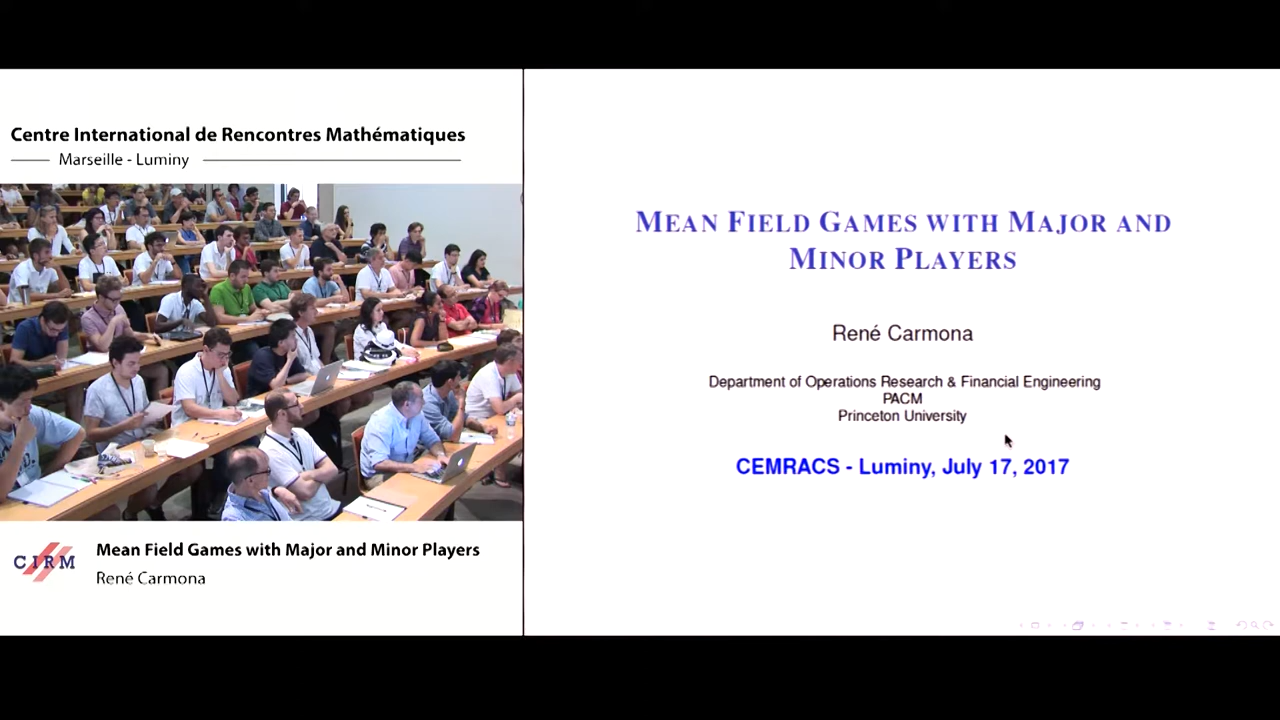 Centre International de Rencontres Mathématiques
Marseille - Luminy
CIRM
Mean Field Games with Major and Minor Players
René Carmona
MEAN FIELD GAMES WITH MAJOR AND
MINOR PLAYERS
René Carmona
Department of Operations Research & Financial Engineering
PACM
Princeton University
CEMRACS - Luminy, July 17, 2017